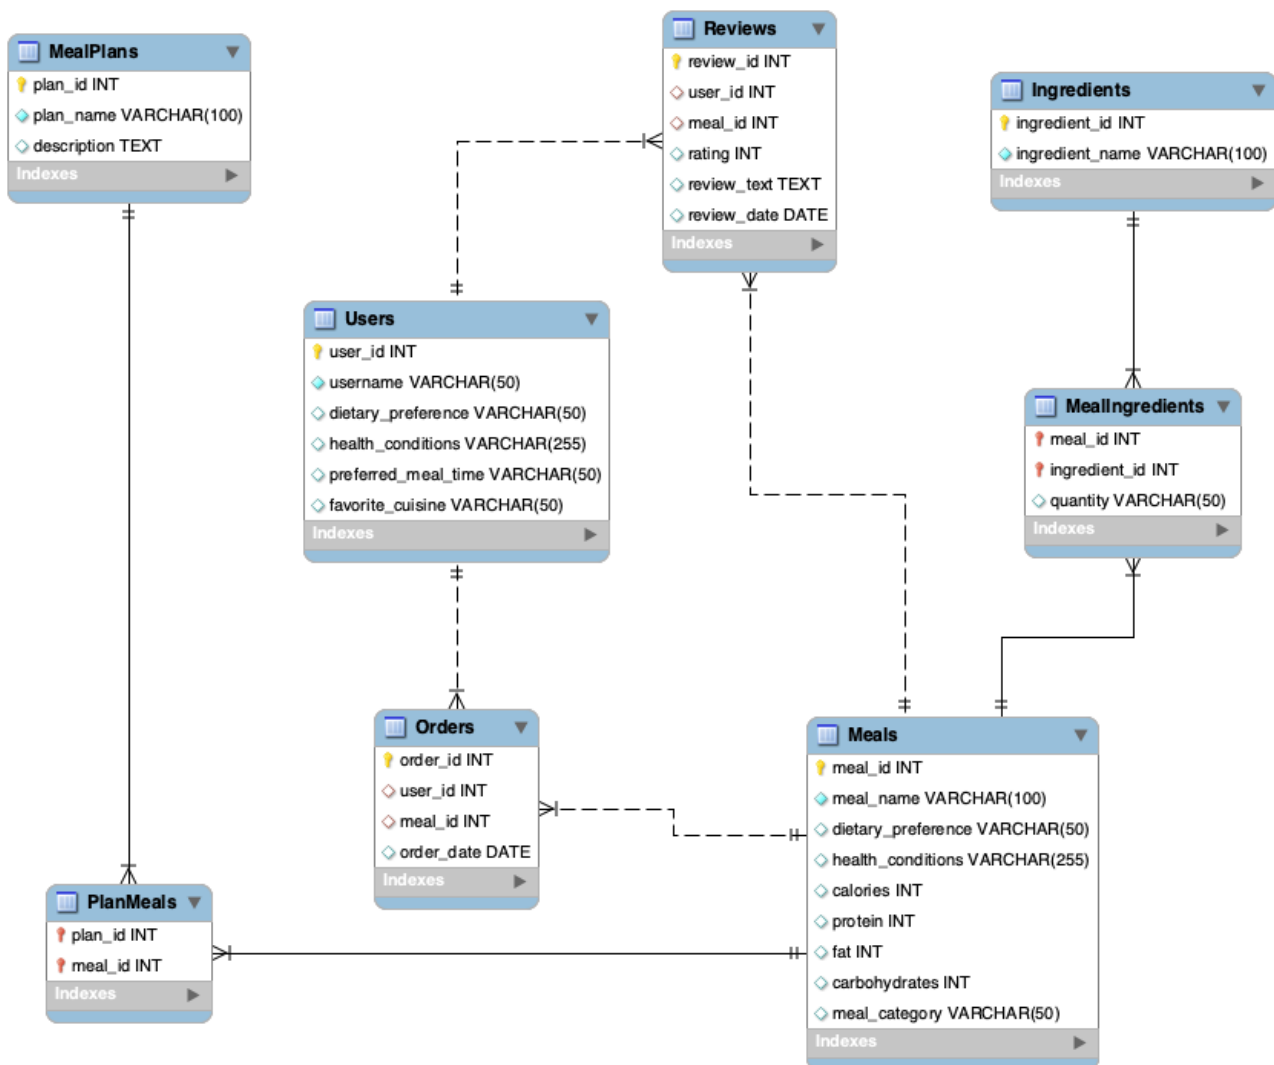 MealPlans
plan_id INT
plan_name VARCHAR(100)
description TEXT
Indexes
Reviews
review_id INT
user_id INT
meal_id INT
rating INT
review_text TEXT
review_date DATE
Indexes
Ingredients
ingredient_id INT
ingredient_name VARCHAR(100)
Indexes
Users
user_id INT
username VARCHAR(50)
dietary_preference VARCHAR(50)
health_conditions VARCHAR(255)
preferred_meal_time VARCHAR(50)
favorite_cuisine VARCHAR(50)
Indexes
MealIngredients
meal_id INT
ingredient_id INT
quantity VARCHAR(50)
Indexes
Orders
order_id INT
user_id INT
meal_id INT
order_date DATE
Indexes
Meals
meal_id INT
meal_name VARCHAR(100)
dietary_preference VARCHAR(50)
health_conditions VARCHAR(255)
calories INT
protein INT
fat INT
carbohydrates INT
meal_category VARCHAR(50)
Indexes
PlanMeals
plan_id INT
meal_id INT
Indexes